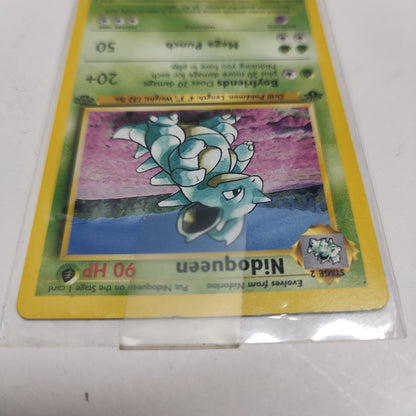 STAGE 2
Evolves from Nidorina Put Nidoqueen on the Stage 1 card
Nidoqueen 90 HP
Drill Pokémon. Length: 4' 3", Weight: 132 lbs.
Boyfriends Does 20 damage
plus 20 more damage for each
Nidoking you have in play.
20+
Mega Punch 50